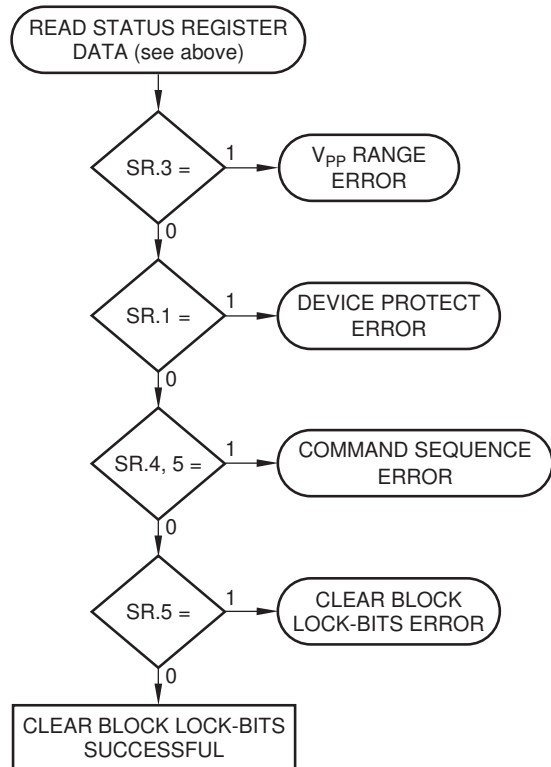 READ STATUS REGISTER
DATA (see above)
SR.3 =
1
VPP RANGE
ERROR
0
SR.1 =
1
DEVICE PROTECT
ERROR
0
SR.4, 5 =
1
COMMAND SEQUENCE
ERROR
0
SR.5 =
1
CLEAR BLOCK
LOCK-BITS ERROR
0
CLEAR BLOCK LOCK-BITS
SUCCESSFUL